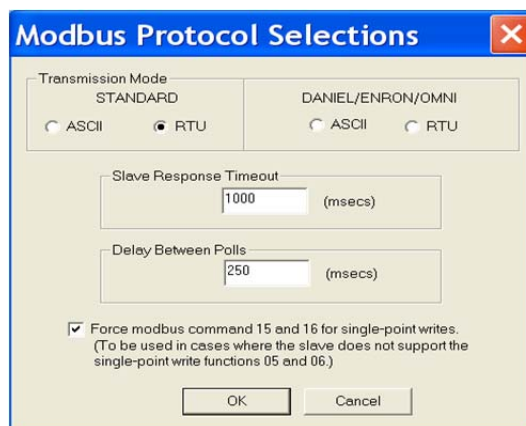 Modbus Protocol Selections
Transmission Mode
STANDARD
DANIEL/ENRON/OMNI
ASCII
RTU
ASCII
RTU
Slave Response Timeout
1000
(msecs)
Delay Between Polls
250
(msecs)
Force modbus command 15 and 16 for single-point writes.
(To be used in cases where the slave does not support the
single-point write functions 05 and 06.)
OK
Cancel